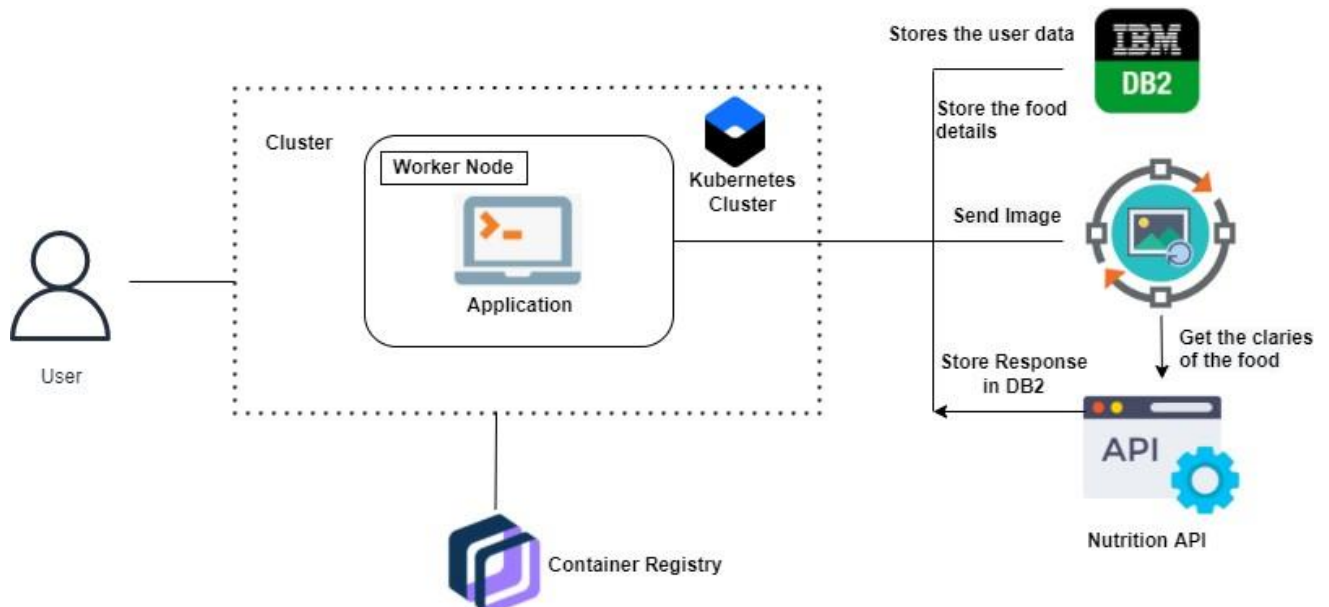 Stores the user data
IBM
DB2
Store the food
details
Cluster
Worker Node
Kubernetes
Cluster
Send Image
Application
User
Get the claries
of the food
Store Response
in DB2
API
Nutrition API
Container Registry